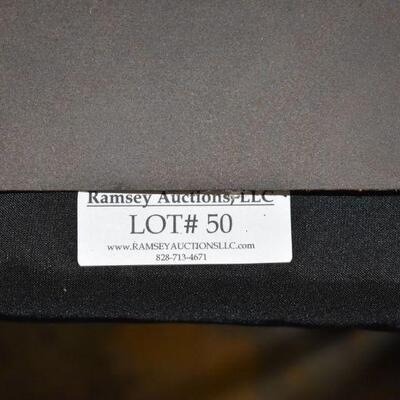 Ramsey Auctions, LLC
LOT# 50
www.RAMSEYAUCTIONSLLC.com
828-713-4671